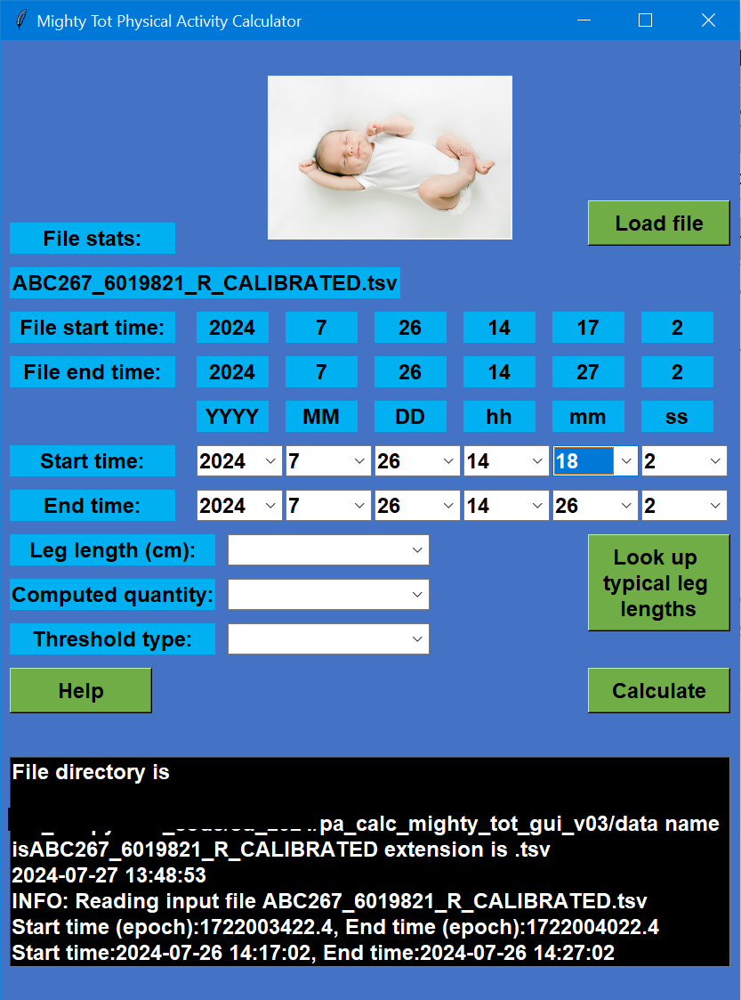 Mighty Tot Physical Activity Calculator
Load file
File stats:
ABC267_6019821_R_CALIBRATED.tsv
File start time: 2024 7 26 14 17 2
File end time: 2024 7 26 14 27 2
YYYY MM DD hh mm ss
Start time: 2024 7 26 14 18 2
End time: 2024 7 26 14 26 2
Leg length (cm):
Look up
typical leg
lengths
Computed quantity:
Threshold type:
Help
Calculate
File directory is
pa_calc_mighty_tot_gui_v03/data name
isABC267_6019821_R_CALIBRATED extension is .tsv
2024-07-27 13:48:53
INFO: Reading input file ABC267_6019821_R_CALIBRATED.tsv
Start time (epoch):1722003422.4, End time (epoch):1722004022.4
Start time:2024-07-26 14:17:02, End time:2024-07-26 14:27:02